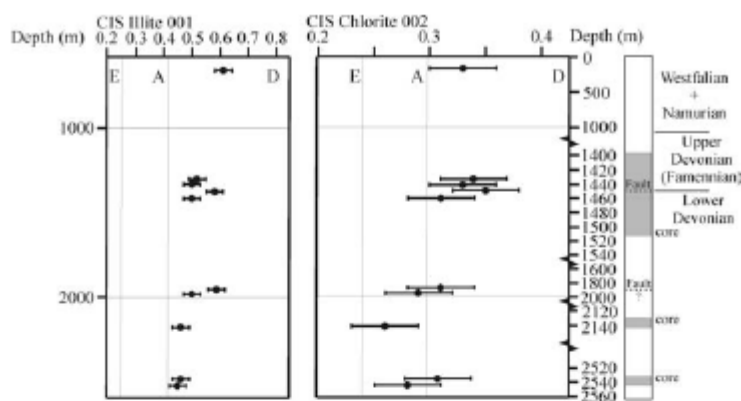 CIS Illite 001
Depth (m) 0.2 0.3 0.4 0.5 0.6 0.7 0.8
E A D
1000
2000
CIS Chlorite 002
0.2 0.3 0.4 Depth (m)
E A D
0
500
1000
1400
1420
1440
1460
1480
1500
1520
1540
1600
1800
2000
2120
2140
2520
2540
2560
Westfalian
+
Namurian
Upper
Devonian
(Famennian)
Fault
Lower
Devonian
core
Fault
?
core
core